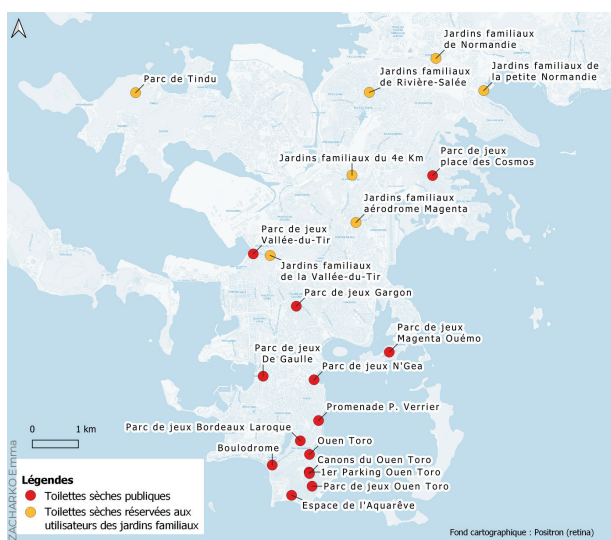 Jardins familiaux
de Normandie
Parc de Tindu
Jardins familiaux
de Rivière-Salée
Jardins familiaux de
la petite Normandie
Jardins familiaux du 4e Km
Parc de jeux
place des Cosmos
Jardins familiaux
aérodrome Magenta
Parc de jeux
Vallée-du-Tir
Jardins familiaux
de la Vallée-du-Tir
Parc de jeux Gargon
Parc de jeux
Magenta Ouémo
Parc de jeux
De Gaulle
Parc de jeux N'Gea
Promenade P. Verrier
Parc de jeux Bordeaux Laroque
Ouen Toro
Boulodrome
Canons du Ouen Toro
1er Parking Ouen Toro
Parc de jeux Ouen Toro
Espace de l'Aquarêve
0 1 km
ZACHARKO Emma
Légendes
Toilettes sèches publiques
Toilettes sèches réservées aux
utilisateurs des jardins familiaux
Fond cartographique : Positron (retina)